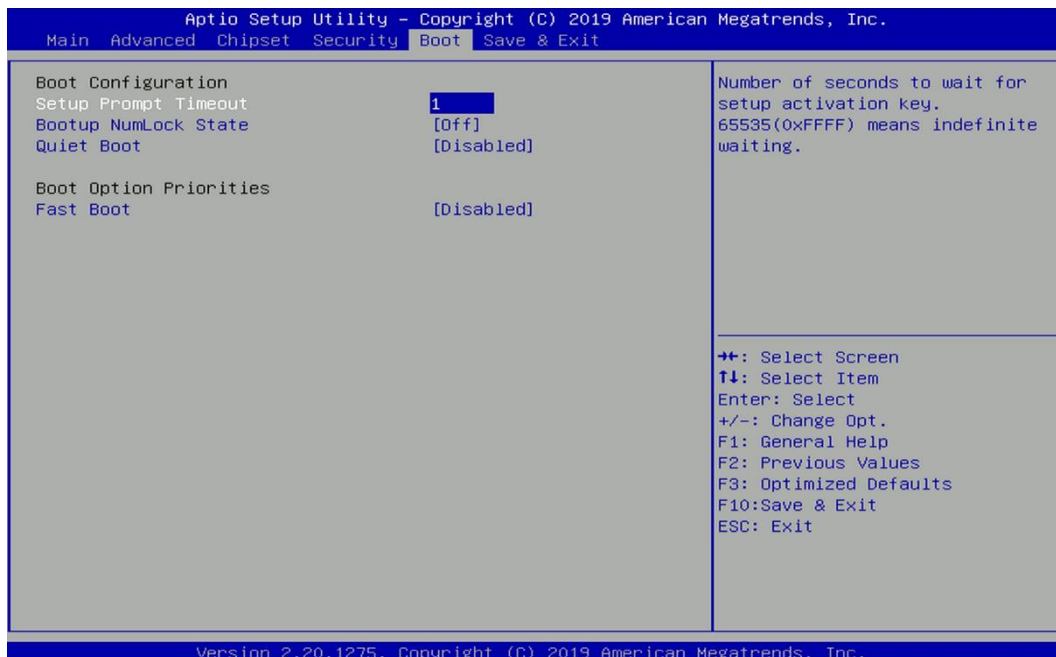 Aptio Setup Utility – Copyright (C) 2019 American Megatrends, Inc.
Main Advanced Chipset Security Boot Save & Exit
Boot Configuration
Setup Prompt Timeout 1
Bootup NumLock State [Off]
Quiet Boot [Disabled]
Boot Option Priorities
Fast Boot [Disabled]
Number of seconds to wait for
setup activation key.
65535(0xFFFF) means indefinite
waiting.
→←: Select Screen
↑↓: Select Item
Enter: Select
+/-: Change Opt.
F1: General Help
F2: Previous Values
F3: Optimized Defaults
F10:Save & Exit
ESC: Exit
Version 2.20.1275. Copyright (C) 2019 American Megatrends, Inc.